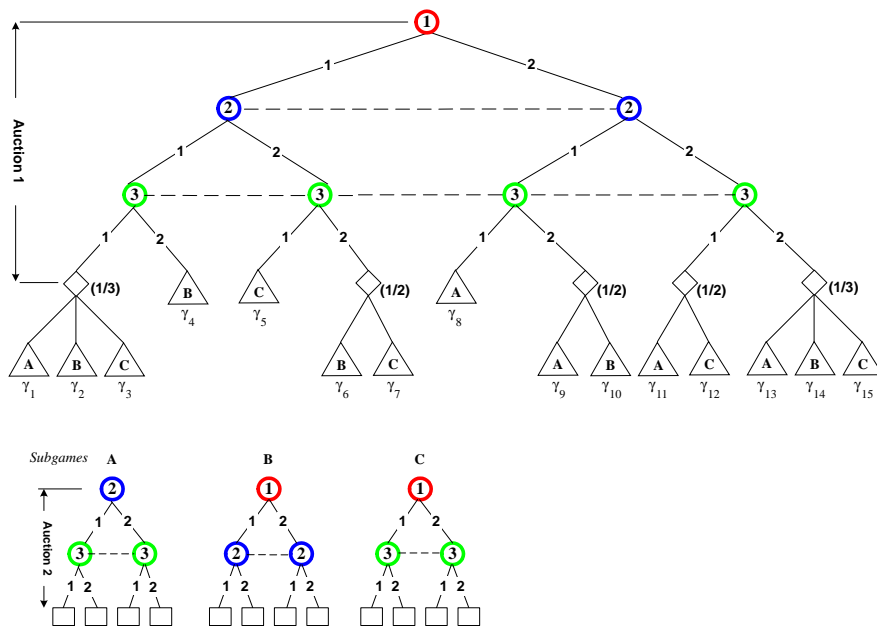 1
1 2
2 2
1 2 1 2
3 3 3 3
1 2 1 2 1 2 1 2
(1/3) (1/2) (1/2) (1/2) (1/3)
B C A
γ4 γ5 γ8
A B C B C A B A C A B C
γ1 γ2 γ3 γ6 γ7 γ9 γ10 γ11 γ12 γ13 γ14 γ15
Auction 1
Subgames A B C
2 1 1
1 2 1 2 1 2
3 3 2 2 3 3
1 2 1 2 1 2 1 2 1 2 1 2
Auction 2